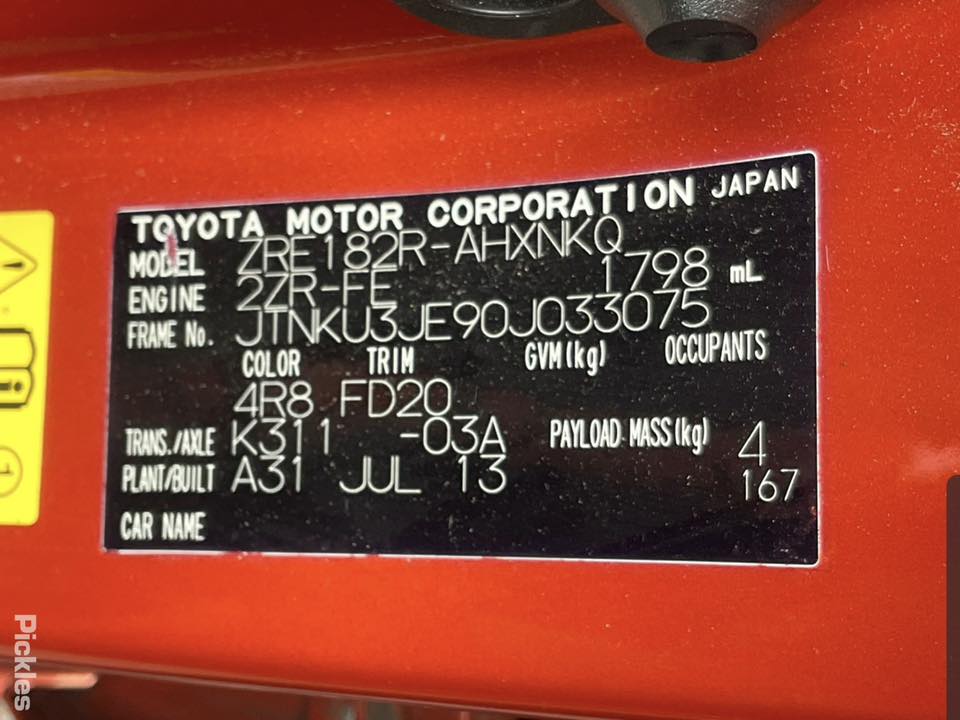 TOYOTA MOTOR CORPORATION JAPAN
MODEL ZRE182R-AHXNKQ
ENGINE 2ZR-FE 1798 mL
FRAME No. JTNKU3JE90J033075
COLOR TRIM GVM(kg) OCCUPANTS
4R8 FD20
TRANS./AXLE K311 -03A PAYLOAD MASS(kg) 4
PLANT/BUILT A31 JUL 13 167
CAR NAME
Pickles